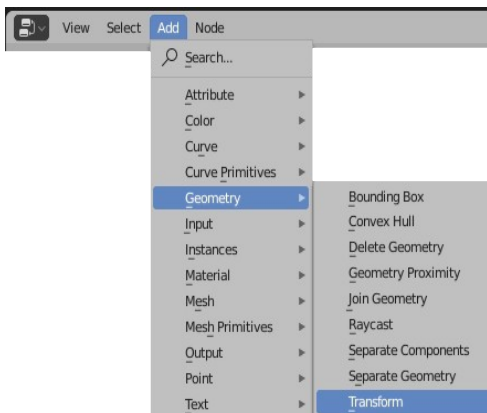 View Select Add Node
Search...
Attribute
Color
Curve
Curve Primitives
Geometry
Input
Instances
Material
Mesh
Mesh Primitives
Output
Point
Text
Bounding Box
Convex Hull
Delete Geometry
Geometry Proximity
Join Geometry
Raycast
Separate Components
Separate Geometry
Transform